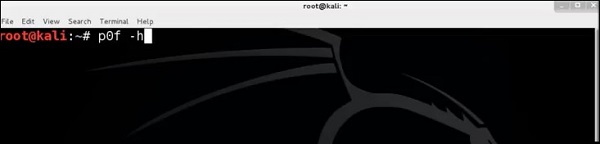 root@kali: ~
File Edit View Search Terminal Help
root@kali:~# p0f -h